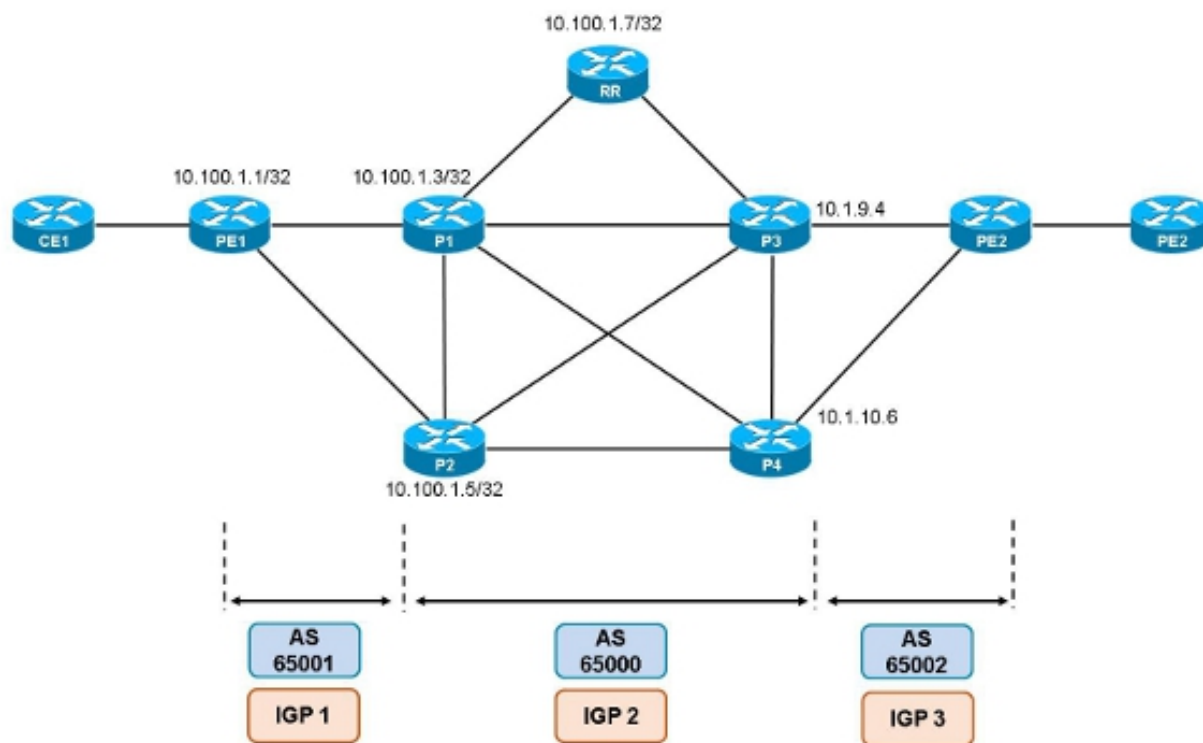 10.100.1.7/32
RR
10.100.1.1/32
10.100.1.3/32
10.1.9.4
CE1
PE1
P1
P3
PE2
PE2
10.1.10.6
P2
P4
10.100.1.5/32
AS
65001
AS
65000
AS
65002
IGP 1
IGP 2
IGP 3